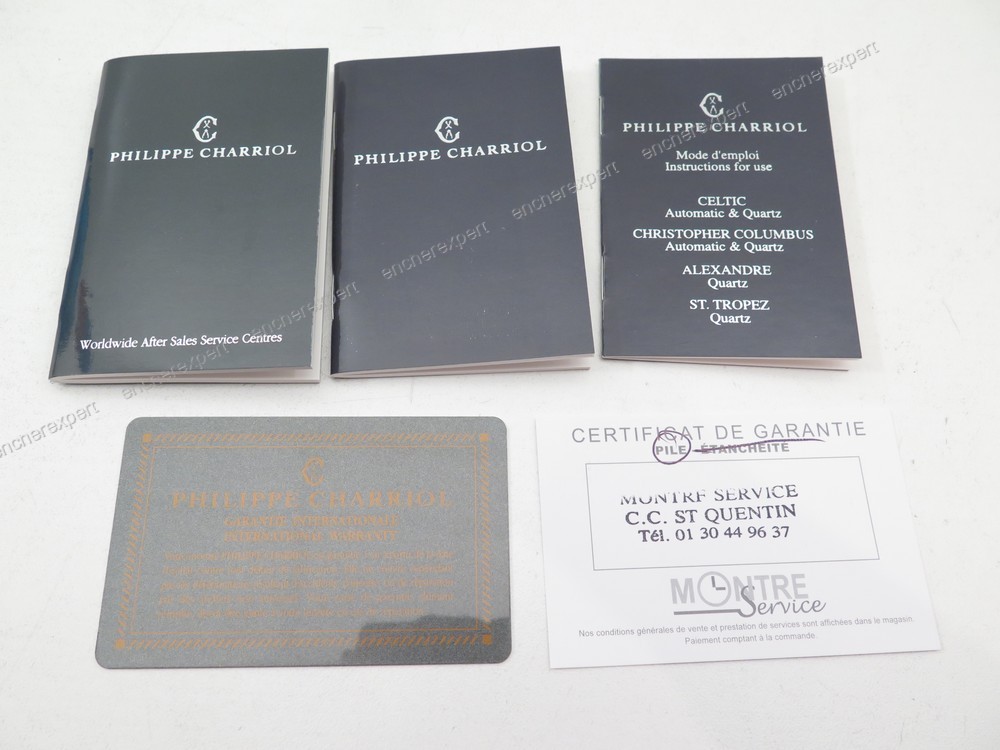 PHILIPPE CHARRIOL
Worldwide After Sales Service Centres
PHILIPPE CHARRIOL
PHILIPPE CHARRIOL
Mode d'emploi
Instructions for use
CELTIC
Automatic & Quartz
CHRISTOPHER COLUMBUS
Automatic & Quartz
ALEXANDRE
Quartz
ST. TROPEZ
Quartz
PHILIPPE CHARRIOL
GARANTIE INTERNATIONALE
INTERNATIONAL WARRANTY
CERTIFICAT DE GARANTIE
PILE ÉTANCHÉITÉ
MONTRE SERVICE
C.C. ST QUENTIN
Tél. 01 30 44 96 37
MONTRE
Service
Nos conditions générales de vente et prestation de services sont affichées dans le magasin.
Paiement comptant à la commande.
encherexpert encherexpert encherexpert encherexpert encherexpert encherexpert encherexpert